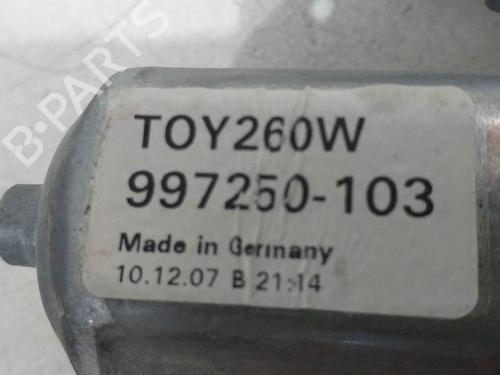 B-PARTS
TOY260W
997250-103
Made in Germany
10.12.07 B 21:14